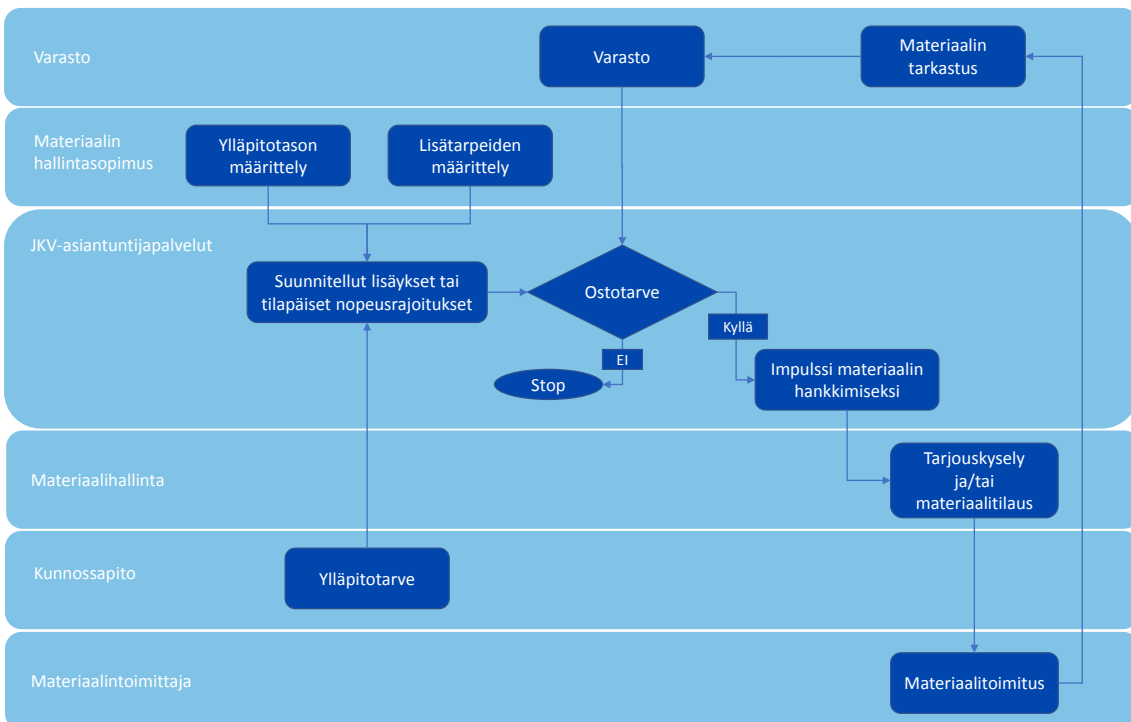 Varasto
Varasto
Materiaalin
tarkastus
Materiaalin
hallintasopimus
Ylläpitotason
määrittely
Lisätarpeiden
määrittely
JKV-asiantuntijapalvelut
Suunnitellut lisäykset tai
tilapäiset nopeusrajoitukset
Ostotarve
Kyllä
EI
Stop
Impulssi materiaalin
hankkimiseksi
Materiaalihallinta
Tarjouskysely
ja/tai
materiaalitilaus
Kunnossapito
Ylläpitotarve
Materiaalintoimittaja
Materiaalitoimitus